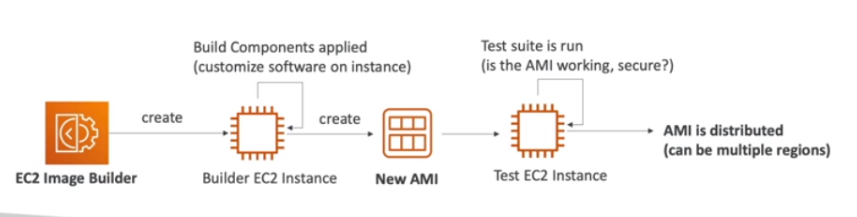 Build Components applied
(customize software on instance)
Test suite is run
(is the AMI working, secure?)
create
create
AMI is distributed
(can be multiple regions)
EC2 Image Builder
Builder EC2 Instance
New AMI
Test EC2 Instance